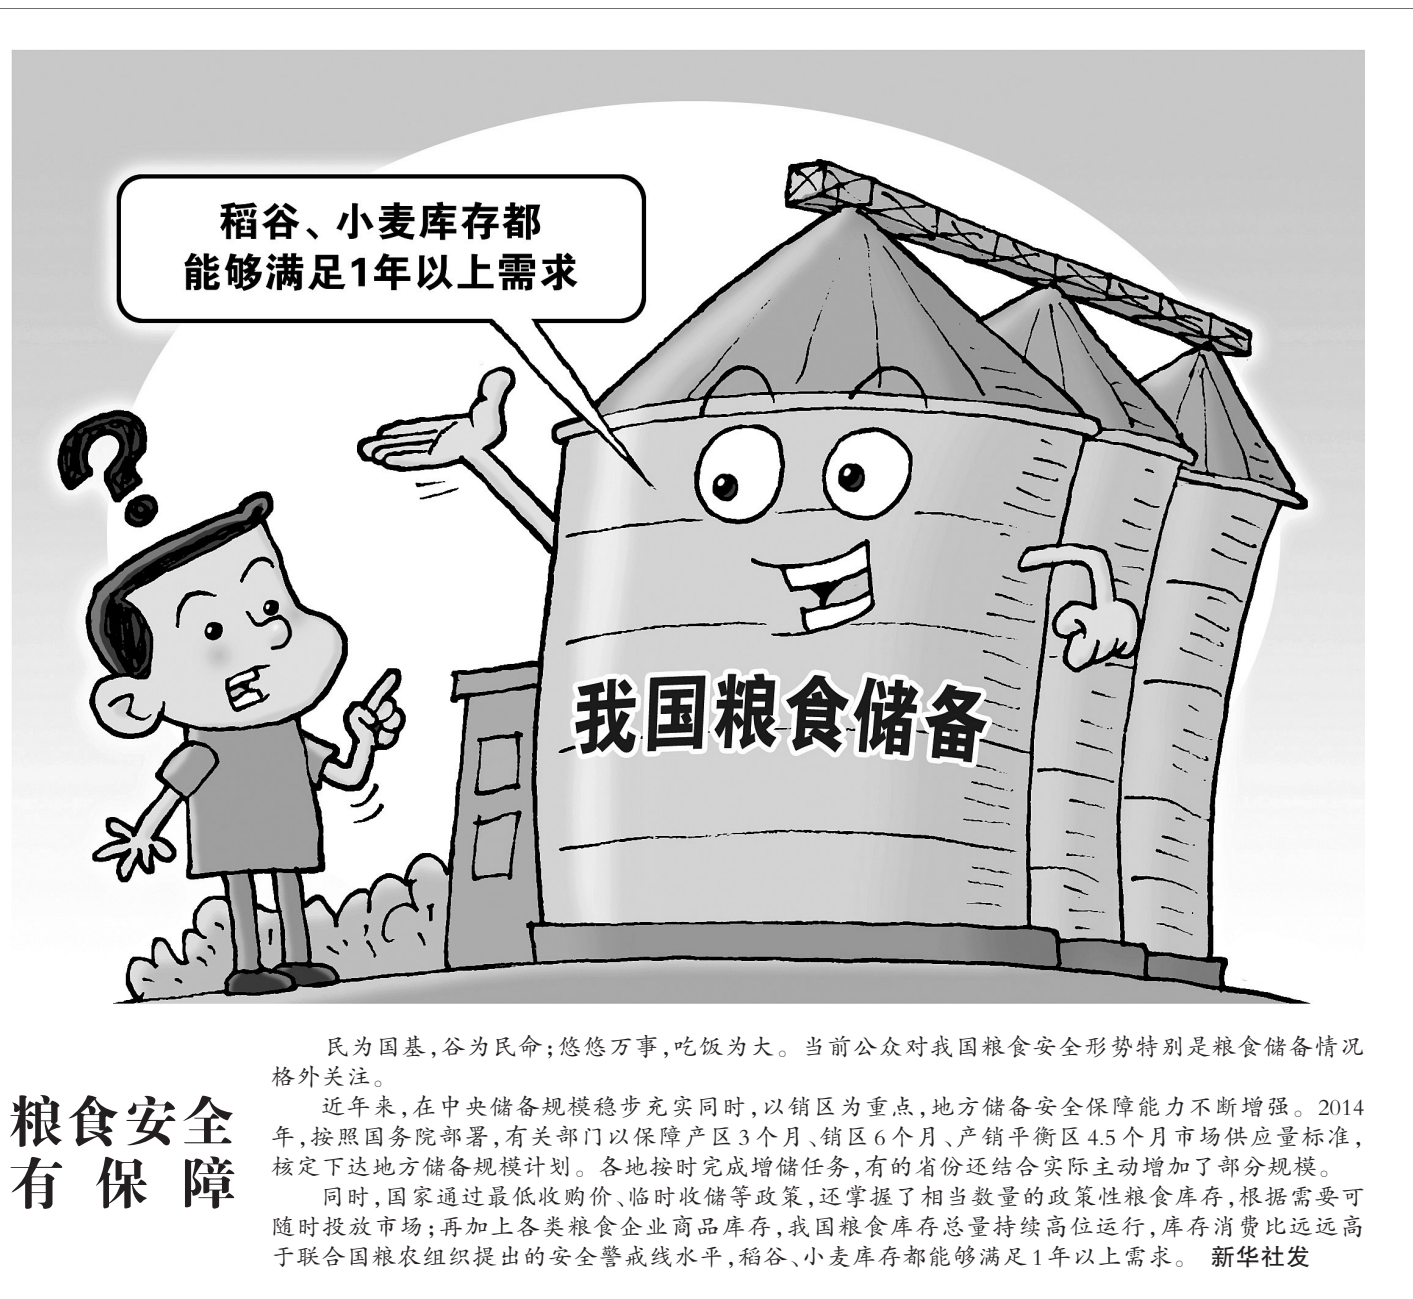 稻谷、小麦库存都
能够满足1年以上需求
?
我国粮食储备
粮食安全
有保障
民为国基,谷为民命;悠悠万事,吃饭为大。当前公众对我国粮食安全形势特别是粮食储备情况
格外关注。
近年来,在中央储备规模稳步充实同时,以销区为重点,地方储备安全保障能力不断增强。2014
年,按照国务院部署,有关部门以保障产区3个月、销区6个月、产销平衡区4.5个月市场供应量标准,
核定下达地方储备规模计划。各地按时完成增储任务,有的省份还结合实际主动增加了部分规模。
同时,国家通过最低收购价、临时收储等政策,还掌握了相当数量的政策性粮食库存,根据需要可
随时投放市场;再加上各类粮食企业商品库存,我国粮食库存总量持续高位运行,库存消费比远远高
于联合国粮农组织提出的安全警戒线水平,稻谷、小麦库存都能够满足1年以上需求。 新华社发